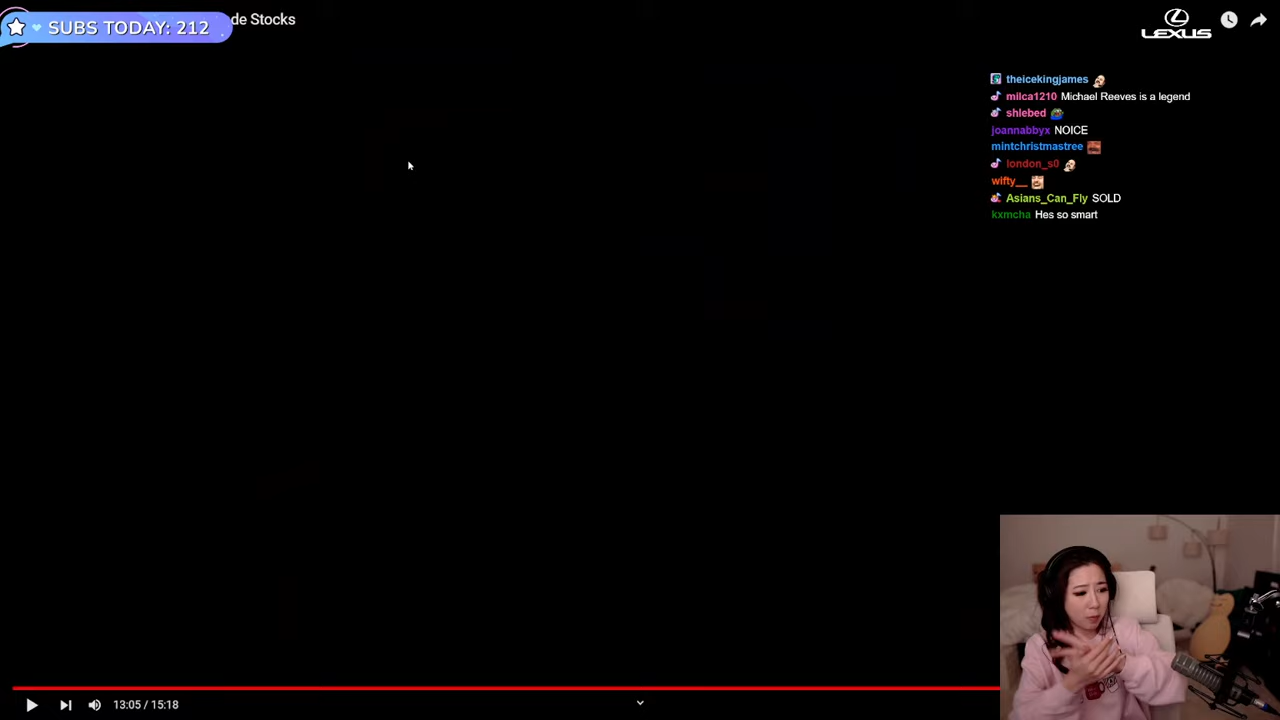 SUBS TODAY: 212
de Stocks
LEXUS
theicekingjames
milca1210 Michael Reeves is a legend
shlebed
joannabbyx NOICE
mintchristmastree
london_s0
wifty__
Asians_Can_Fly SOLD
kxmcha Hes so smart
13:05 / 15:18